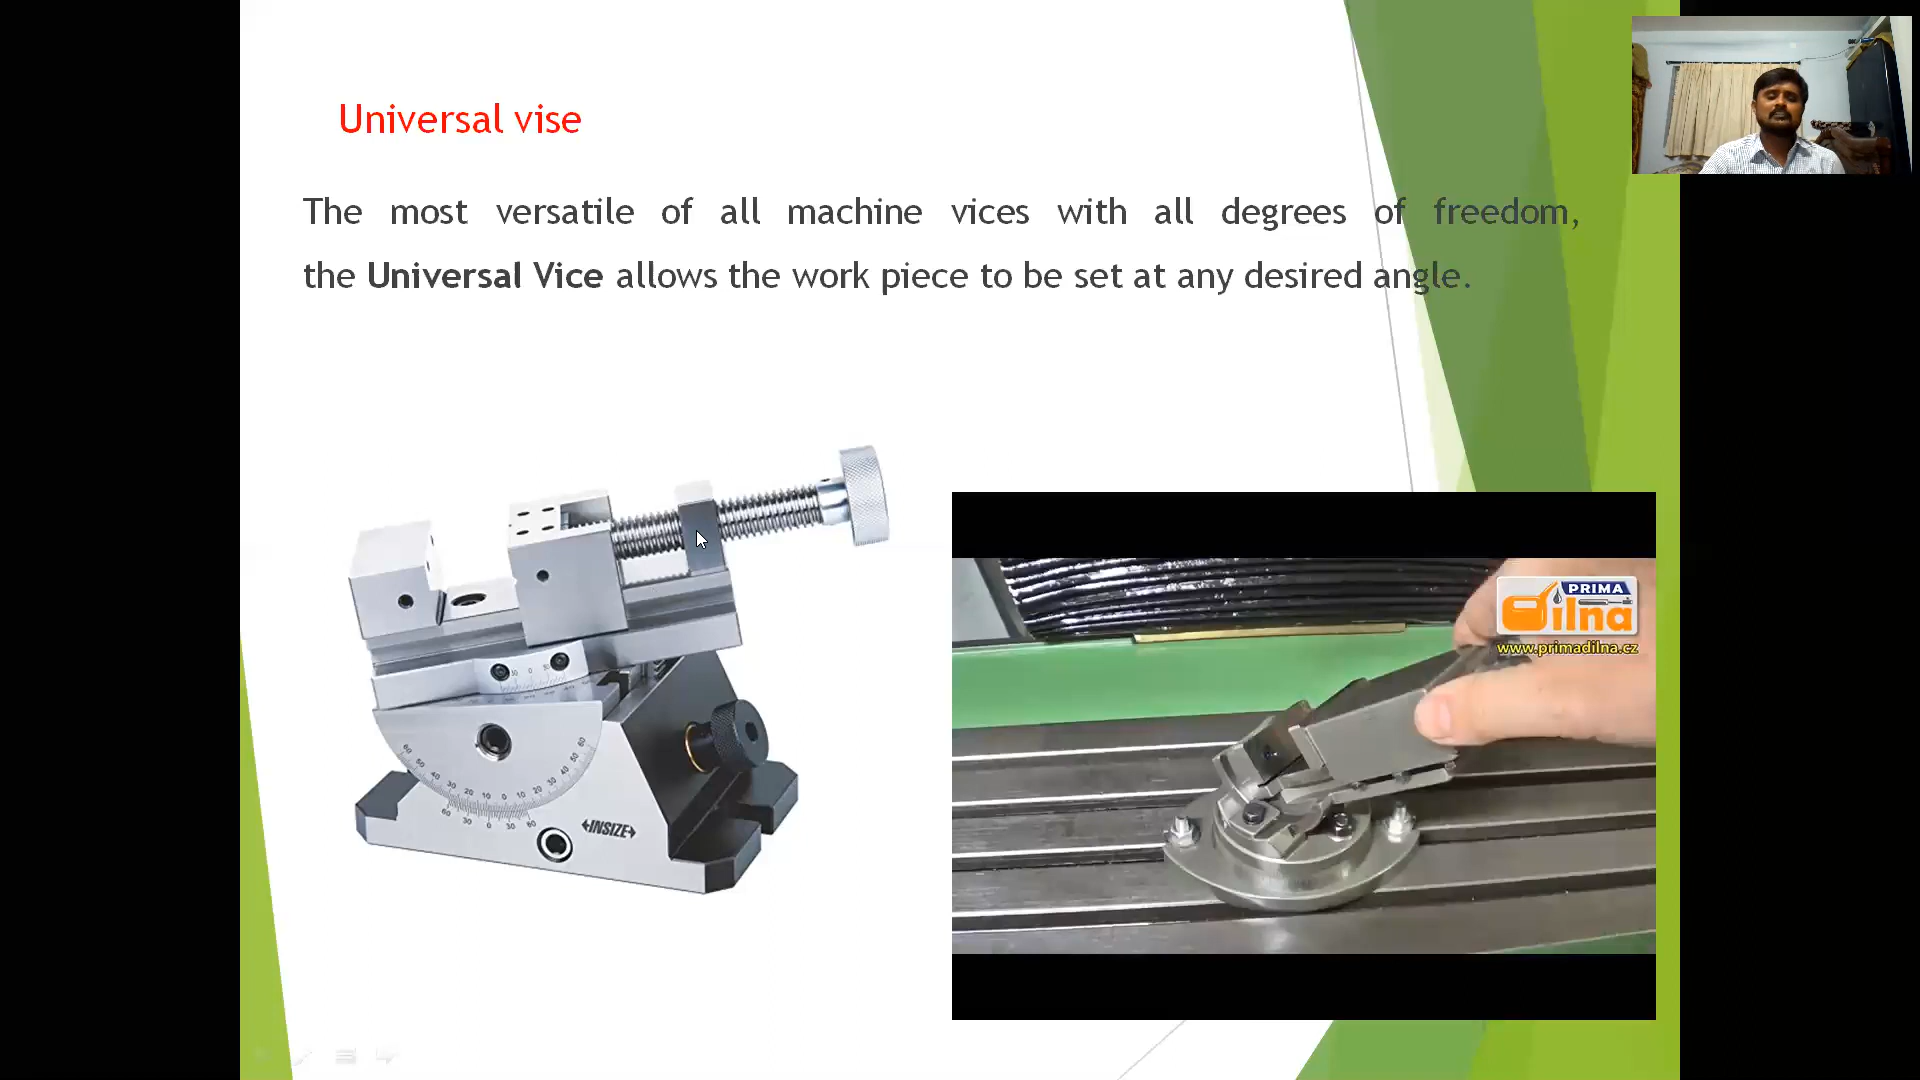 Universal vise
The most versatile of all machine vices with all degrees of freedom,
the Universal Vice allows the work piece to be set at any desired angle.
INSIZE
PRIMA
Dilna
www.primadilna.cz